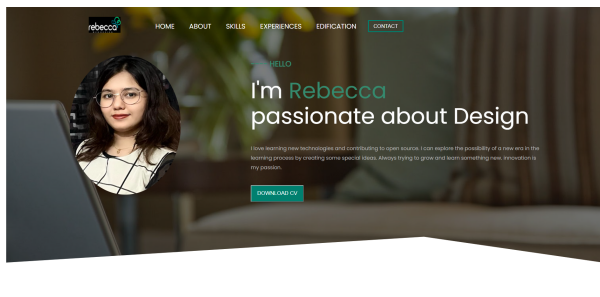 rebecca
HOME ABOUT SKILLS EXPERIENCES EDIFICATION CONTACT
HELLO
I'm Rebecca
passionate about Design
I love learning new technologies and contributing to open source. I can explore the possibility of a new era in the
learning process by creating some special ideas. Always trying to grow and learn something new. Innovation is
my passion.
DOWNLOAD CV